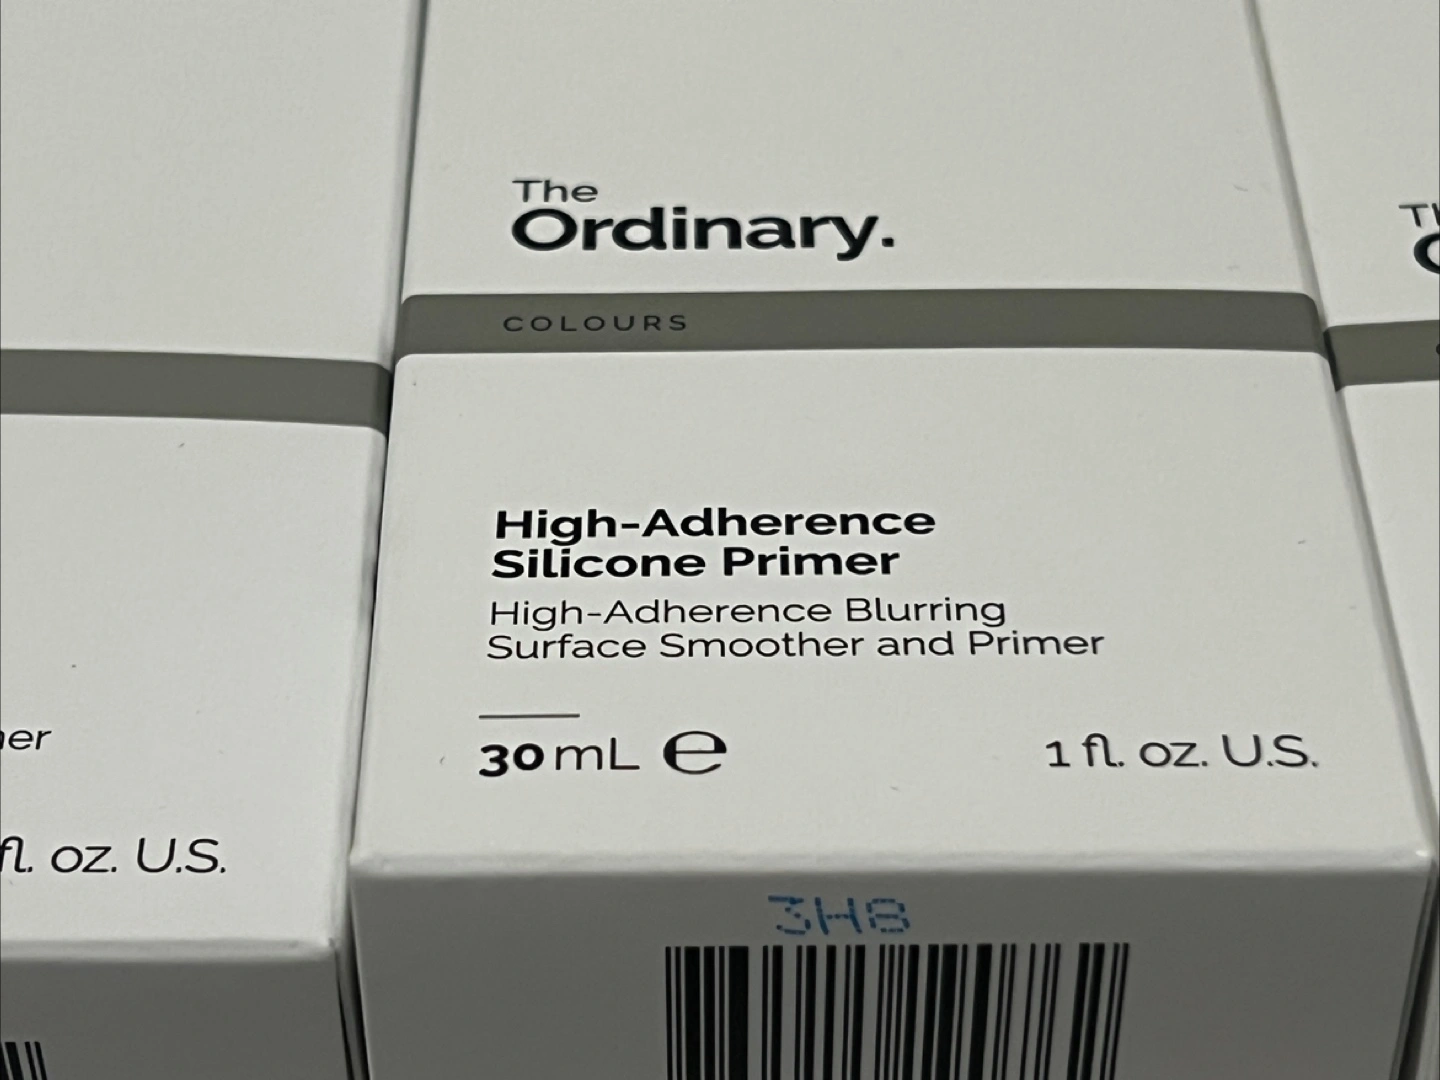 The
Ordinary.
COLOURS
High-Adherence
Silicone Primer
High-Adherence Blurring
Surface Smoother and Primer
30 mL ℮
1 fl. oz. U.S.
3H8
fl. oz. U.S.